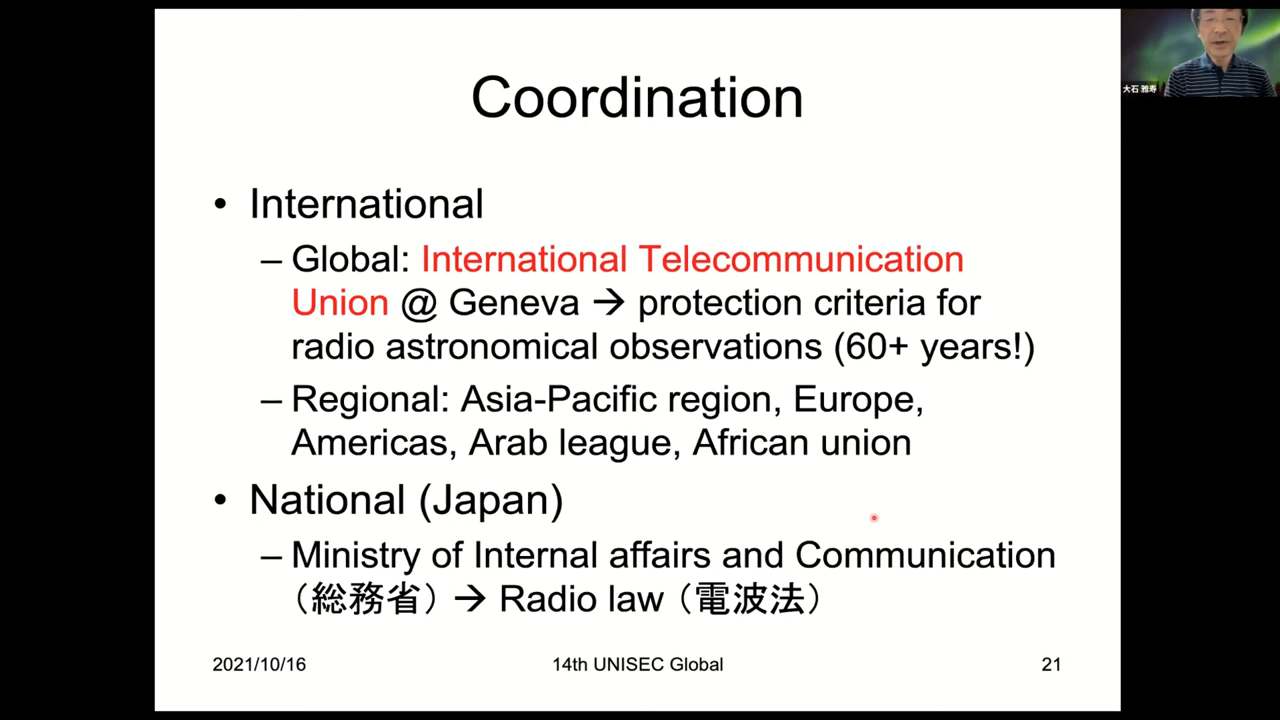 Coordination
• International
– Global: International Telecommunication
Union @ Geneva → protection criteria for
radio astronomical observations (60+ years!)
– Regional: Asia-Pacific region, Europe,
Americas, Arab league, African union
• National (Japan)
– Ministry of Internal affairs and Communication
（総務省）→ Radio law（電波法）
2021/10/16
14th UNISEC Global
21
大石 雅寿